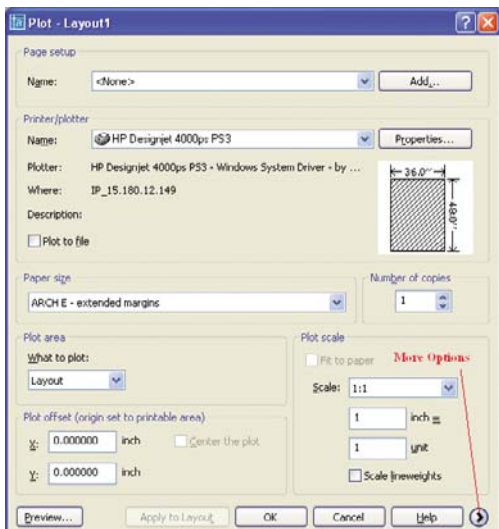 Plot - Layout1
Page setup
Name:
<None>
Add...
Printer/plotter
Name:
HP Designjet 4000ps PS3
Properties...
Plotter:
HP Designjet 4000ps PS3 - Windows System Driver - by ...
Where:
IP_15.180.12.149
Description:
Plot to file
36.0''
48.0''
Paper size
ARCH E - extended margins
Number of copies
1
Plot area
What to plot:
Layout
Plot scale
Fit to paper
More Options
Scale:
1:1
1
inch =
1
unit
Scale lineweights
Plot offset (origin set to printable area)
X:
0.000000
inch
Center the plot
Y:
0.000000
inch
Preview...
Apply to Layout
OK
Cancel
Help